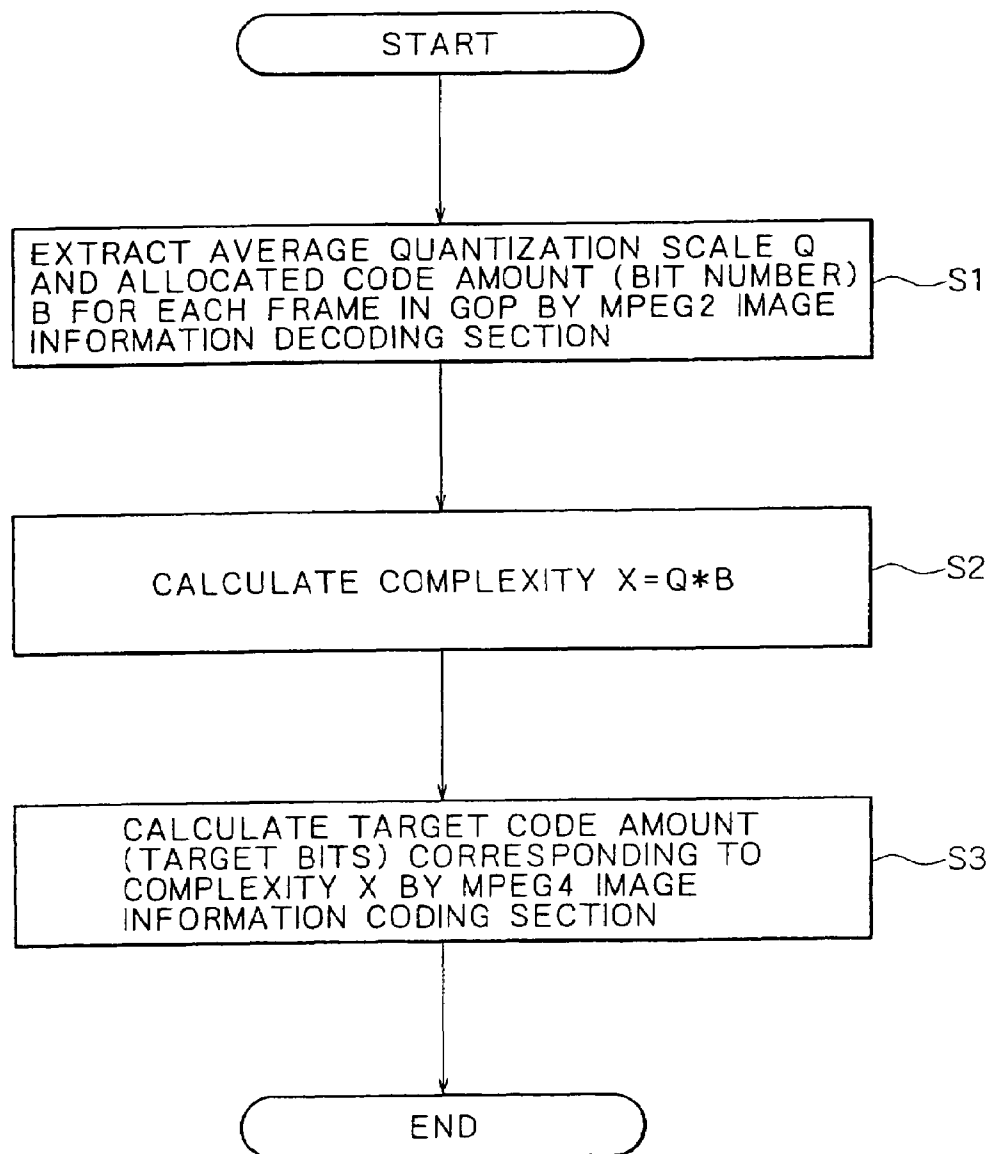 START
EXTRACT AVERAGE QUANTIZATION SCALE Q
AND ALLOCATED CODE AMOUNT (BIT NUMBER)
B FOR EACH FRAME IN GOP BY MPEG2 IMAGE
INFORMATION DECODING SECTION
S1
CALCULATE COMPLEXITY X=Q*B
S2
CALCULATE TARGET CODE AMOUNT
(TARGET BITS) CORRESPONDING TO
COMPLEXITY X BY MPEG4 IMAGE
INFORMATION CODING SECTION
S3
END